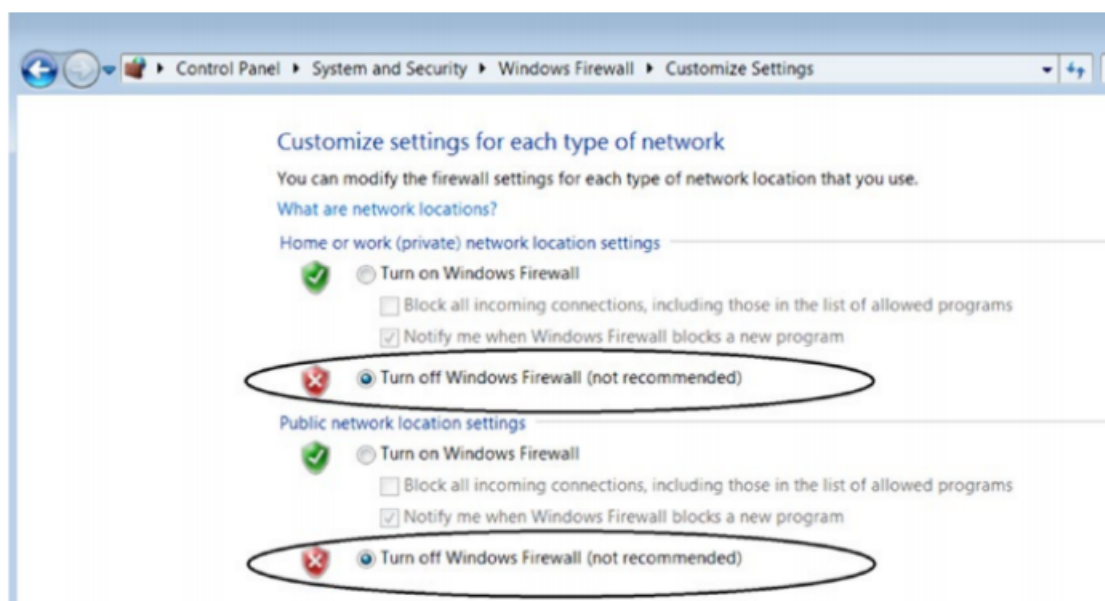 Control Panel ▸ System and Security ▸ Windows Firewall ▸ Customize Settings
Customize settings for each type of network
You can modify the firewall settings for each type of network location that you use.
What are network locations?
Home or work (private) network location settings
Turn on Windows Firewall
Block all incoming connections, including those in the list of allowed programs
Notify me when Windows Firewall blocks a new program
Turn off Windows Firewall (not recommended)
Public network location settings
Turn on Windows Firewall
Block all incoming connections, including those in the list of allowed programs
Notify me when Windows Firewall blocks a new program
Turn off Windows Firewall (not recommended)